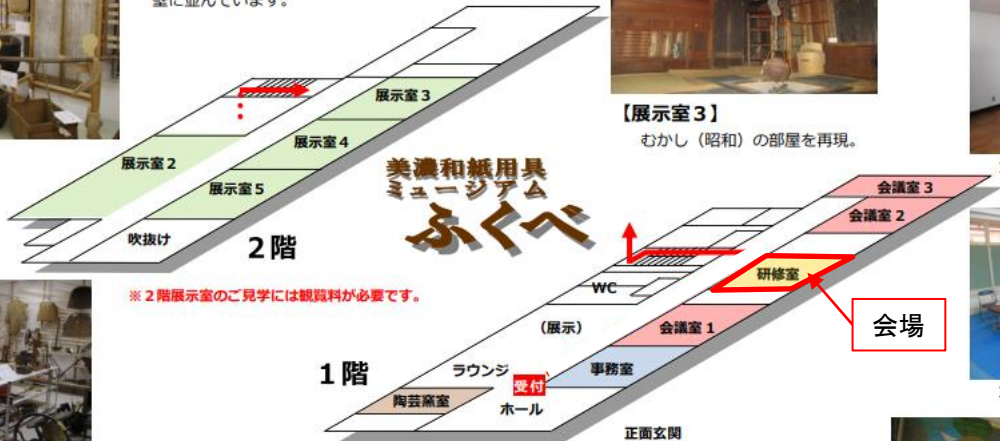 室に並んでいます。
展示室3
展示室4
展示室2
展示室5
吹抜け
2階
【展示室3】
むかし（昭和）の部屋を再現。
美濃和紙用具
ミュージアム
ふくべ
※2階展示室のご見学には観覧料が必要です。
会議室3
会議室2
研修室
WC
（展示）
会議室1
会場
1階
ラウンジ
受付
事務室
陶芸窯室
ホール
正面玄関